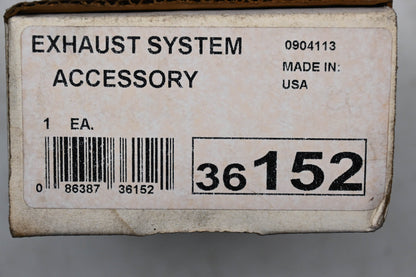 EXHAUST SYSTEM
ACCESSORY
0904113
MADE IN:
USA
1 EA.
0 86387 36152
36152